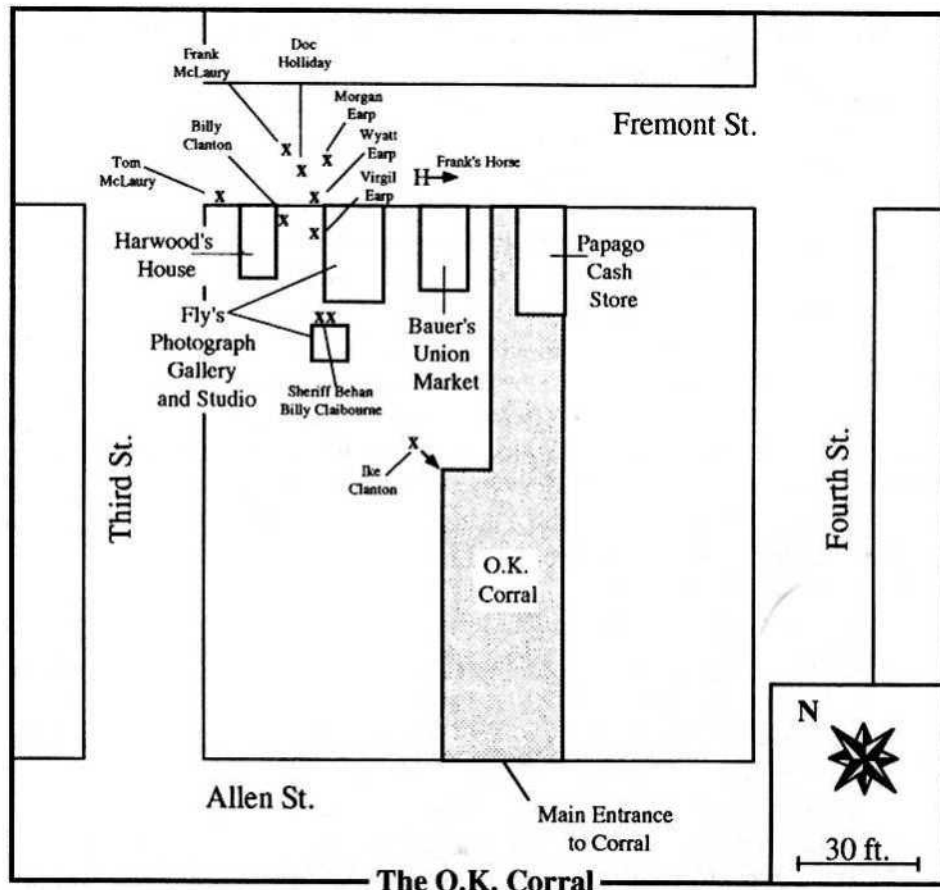 Frank
McLaury
Doc
Holliday
Morgan
Earp
Billy
Clanton
Wyatt
Earp
Fremont St.
Tom
McLaury
Virgil
Earp
H
Frank's Horse
x
x
x
x
x
x
x
Harwood's
House
Papago
Cash
Store
Fly's
Photograph
Gallery
and Studio
xx
Bauer's
Union
Market
Sheriff Behan
Billy Claibourne
x
Ike
Clanton
Third St.
Fourth St.
O.K.
Corral
N
Allen St.
Main Entrance
to Corral
30 ft.
The O.K. Corral